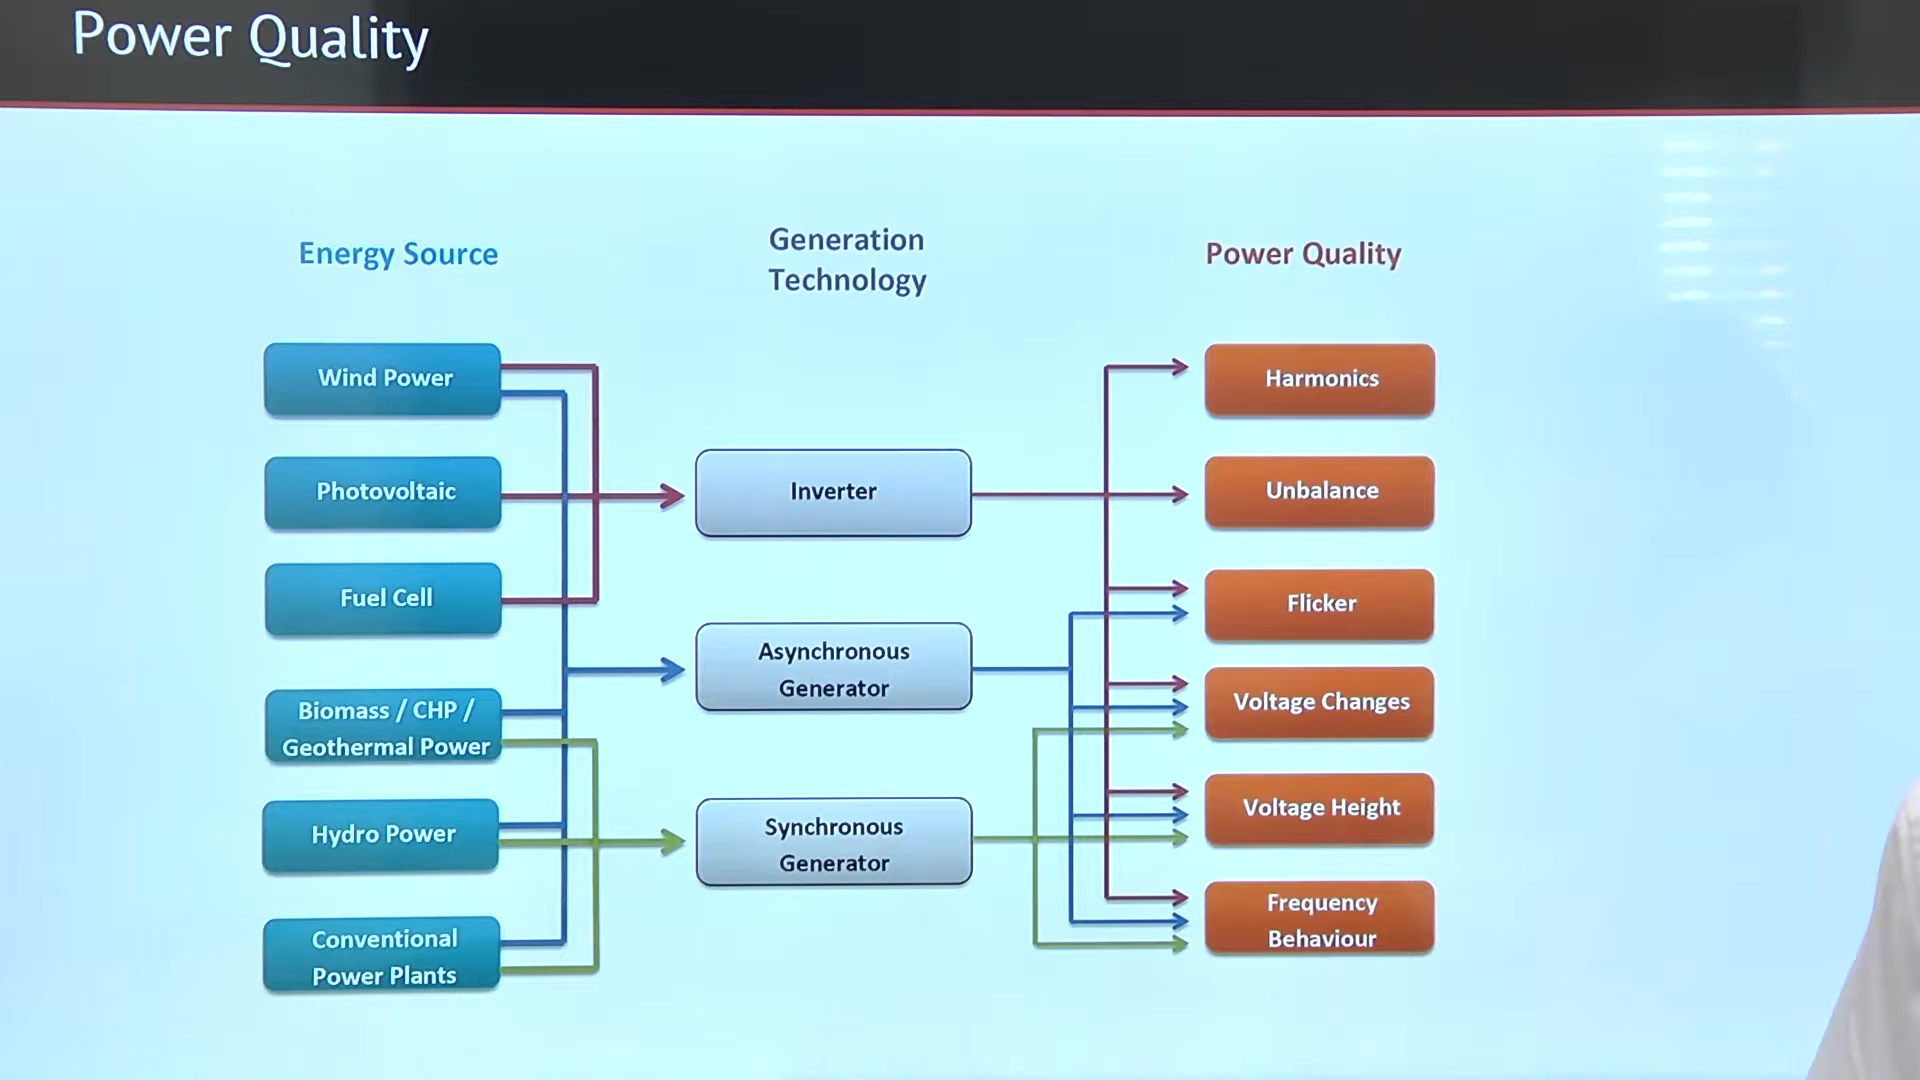 Power Quality
Energy Source
Generation
Technology
Power Quality
Wind Power
Photovoltaic
Fuel Cell
Biomass / CHP /
Geothermal Power
Hydro Power
Conventional
Power Plants
Inverter
Asynchronous
Generator
Synchronous
Generator
Harmonics
Unbalance
Flicker
Voltage Changes
Voltage Height
Frequency
Behaviour